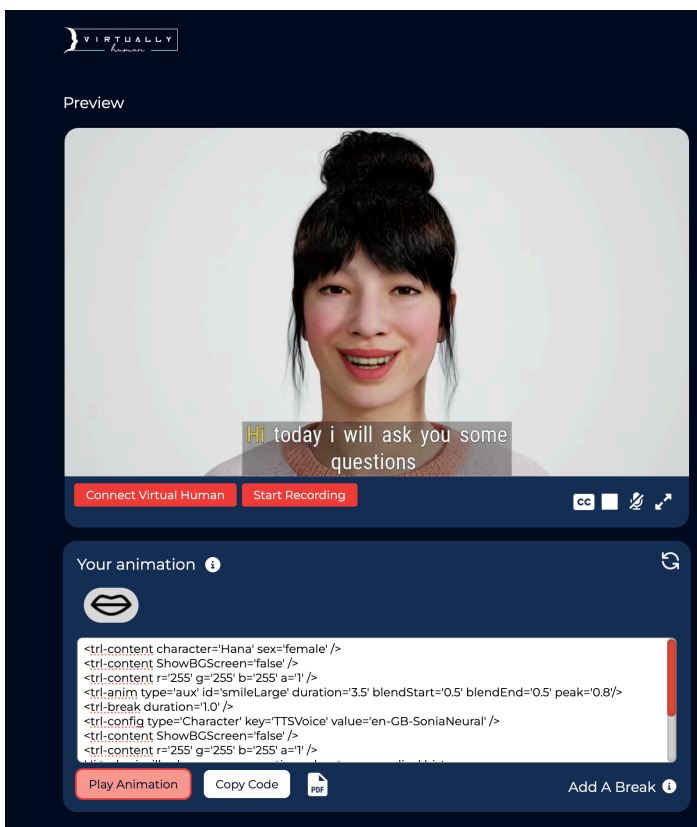 VIRTUALLY
human
Preview
Hi today i will ask you some
questions
Connect Virtual Human Start Recording CC
Your animation i
<trl-content character='Hana' sex='female' />
<trl-content ShowBGScreen='false' />
<trl-content r='255' g='255' b='255' a='1' />
<trl-anim type='aux' id='smileLarge' duration='3.5' blendStart='0.5' blendEnd='0.5' peak='0.8'/>
<trl-break duration='1.0' />
<trl-config type='Character' key='TTSVoice' value='en-GB-SoniaNeural' />
<trl-content ShowBGScreen='false' />
<trl-content r='255' g='255' b='255' a='1' />
Play Animation Copy Code PDF Add A Break i